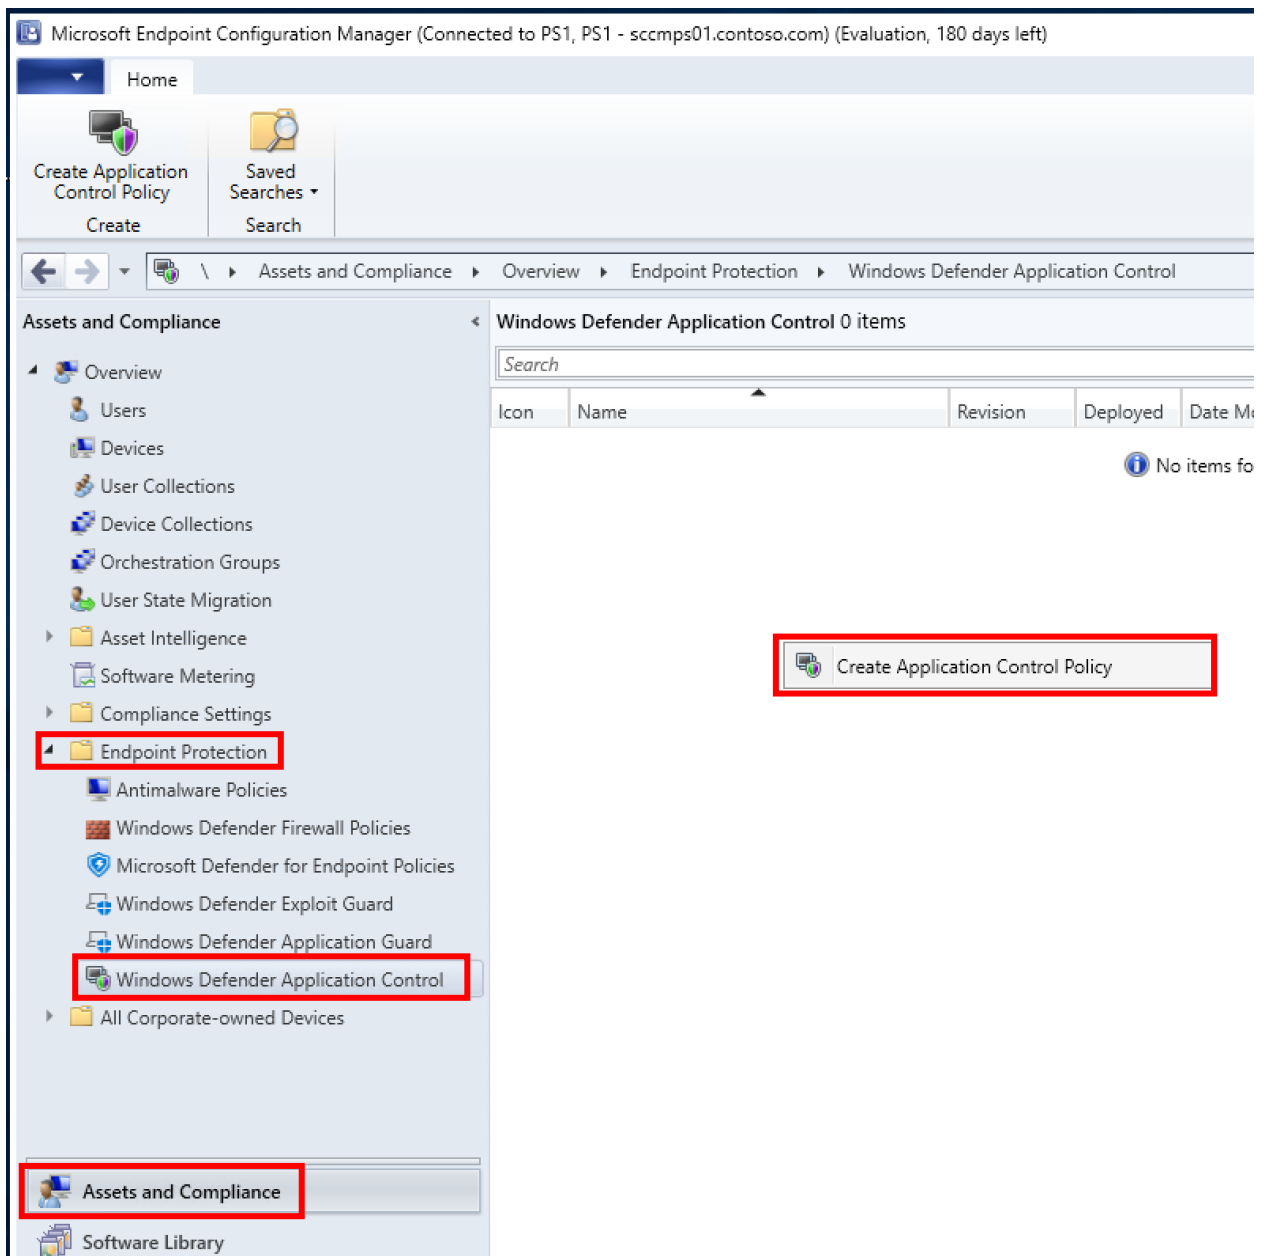 Microsoft Endpoint Configuration Manager (Connected to PS1, PS1 - sccmps01.contoso.com) (Evaluation, 180 days left)
Home
Create Application
Control Policy
Saved
Searches
Create
Search
\ Assets and Compliance Overview Endpoint Protection Windows Defender Application Control
Assets and Compliance
Overview
Users
Devices
User Collections
Device Collections
Orchestration Groups
User State Migration
Asset Intelligence
Software Metering
Compliance Settings
Endpoint Protection
Antimalware Policies
Windows Defender Firewall Policies
Microsoft Defender for Endpoint Policies
Windows Defender Exploit Guard
Windows Defender Application Guard
Windows Defender Application Control
All Corporate-owned Devices
Assets and Compliance
Software Library
Windows Defender Application Control 0 items
Search
Icon Name Revision Deployed Date
No items
Create Application Control Policy